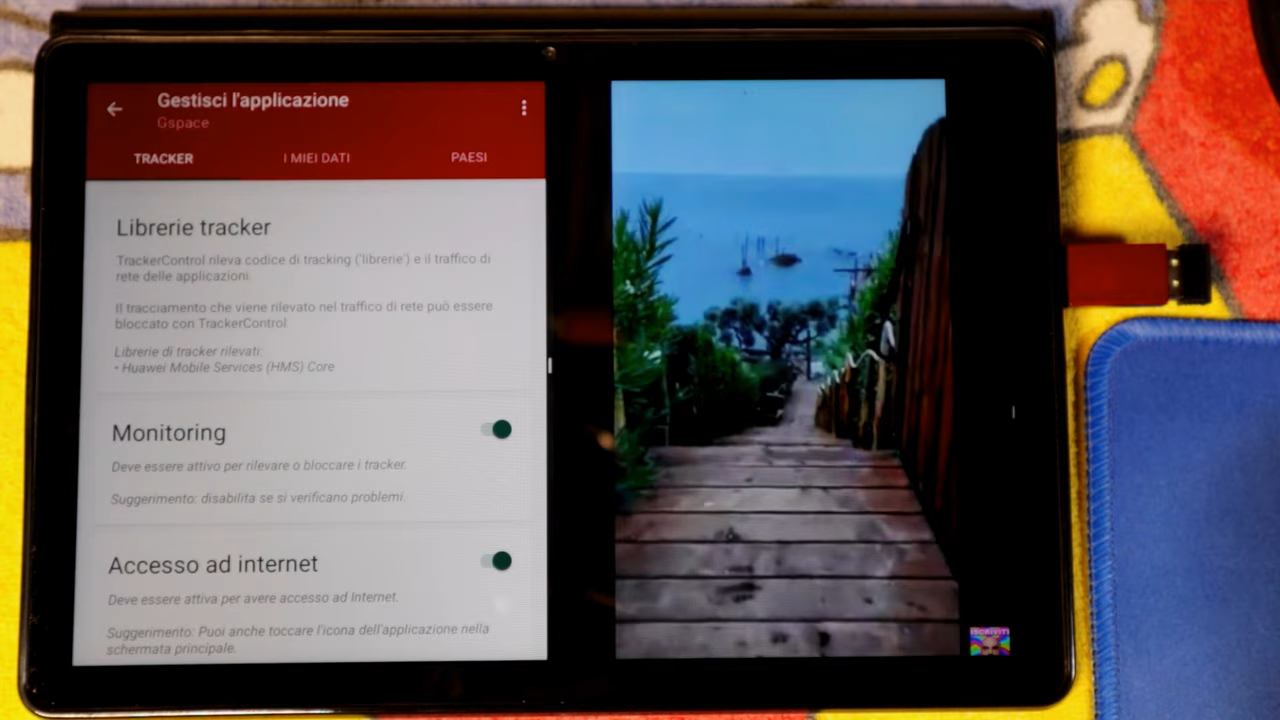 Gestisci l'applicazione
Gspace
TRACKER
I MIEI DATI
PAESI
Librerie tracker
TrackerControl rileva codice di tracking ('librerie') e il traffico di
rete delle applicazioni.
Il tracciamento che viene rilevato nel traffico di rete può essere
bloccato con TrackerControl.
Librerie di tracker rilevati:
• Huawei Mobile Services (HMS) Core
Monitoring
Deve essere attivo per rilevare o bloccare i tracker.
Suggerimento: disabilita se si verificano problemi.
Accesso ad internet
Deve essere attiva per avere accesso ad Internet.
Suggerimento: Puoi anche toccare l'icona dell'applicazione nella
schermata principale.
ISCRIVITI